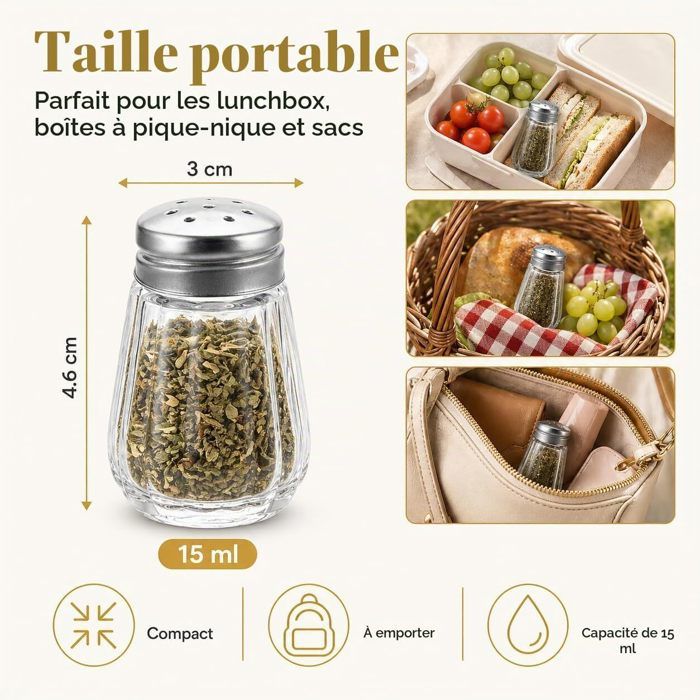 Taille portable
Parfait pour les lunchbox,
boîtes à pique-nique et sacs
3 cm
4.6 cm
15 ml
Compact
À emporter
Capacité de 15
ml